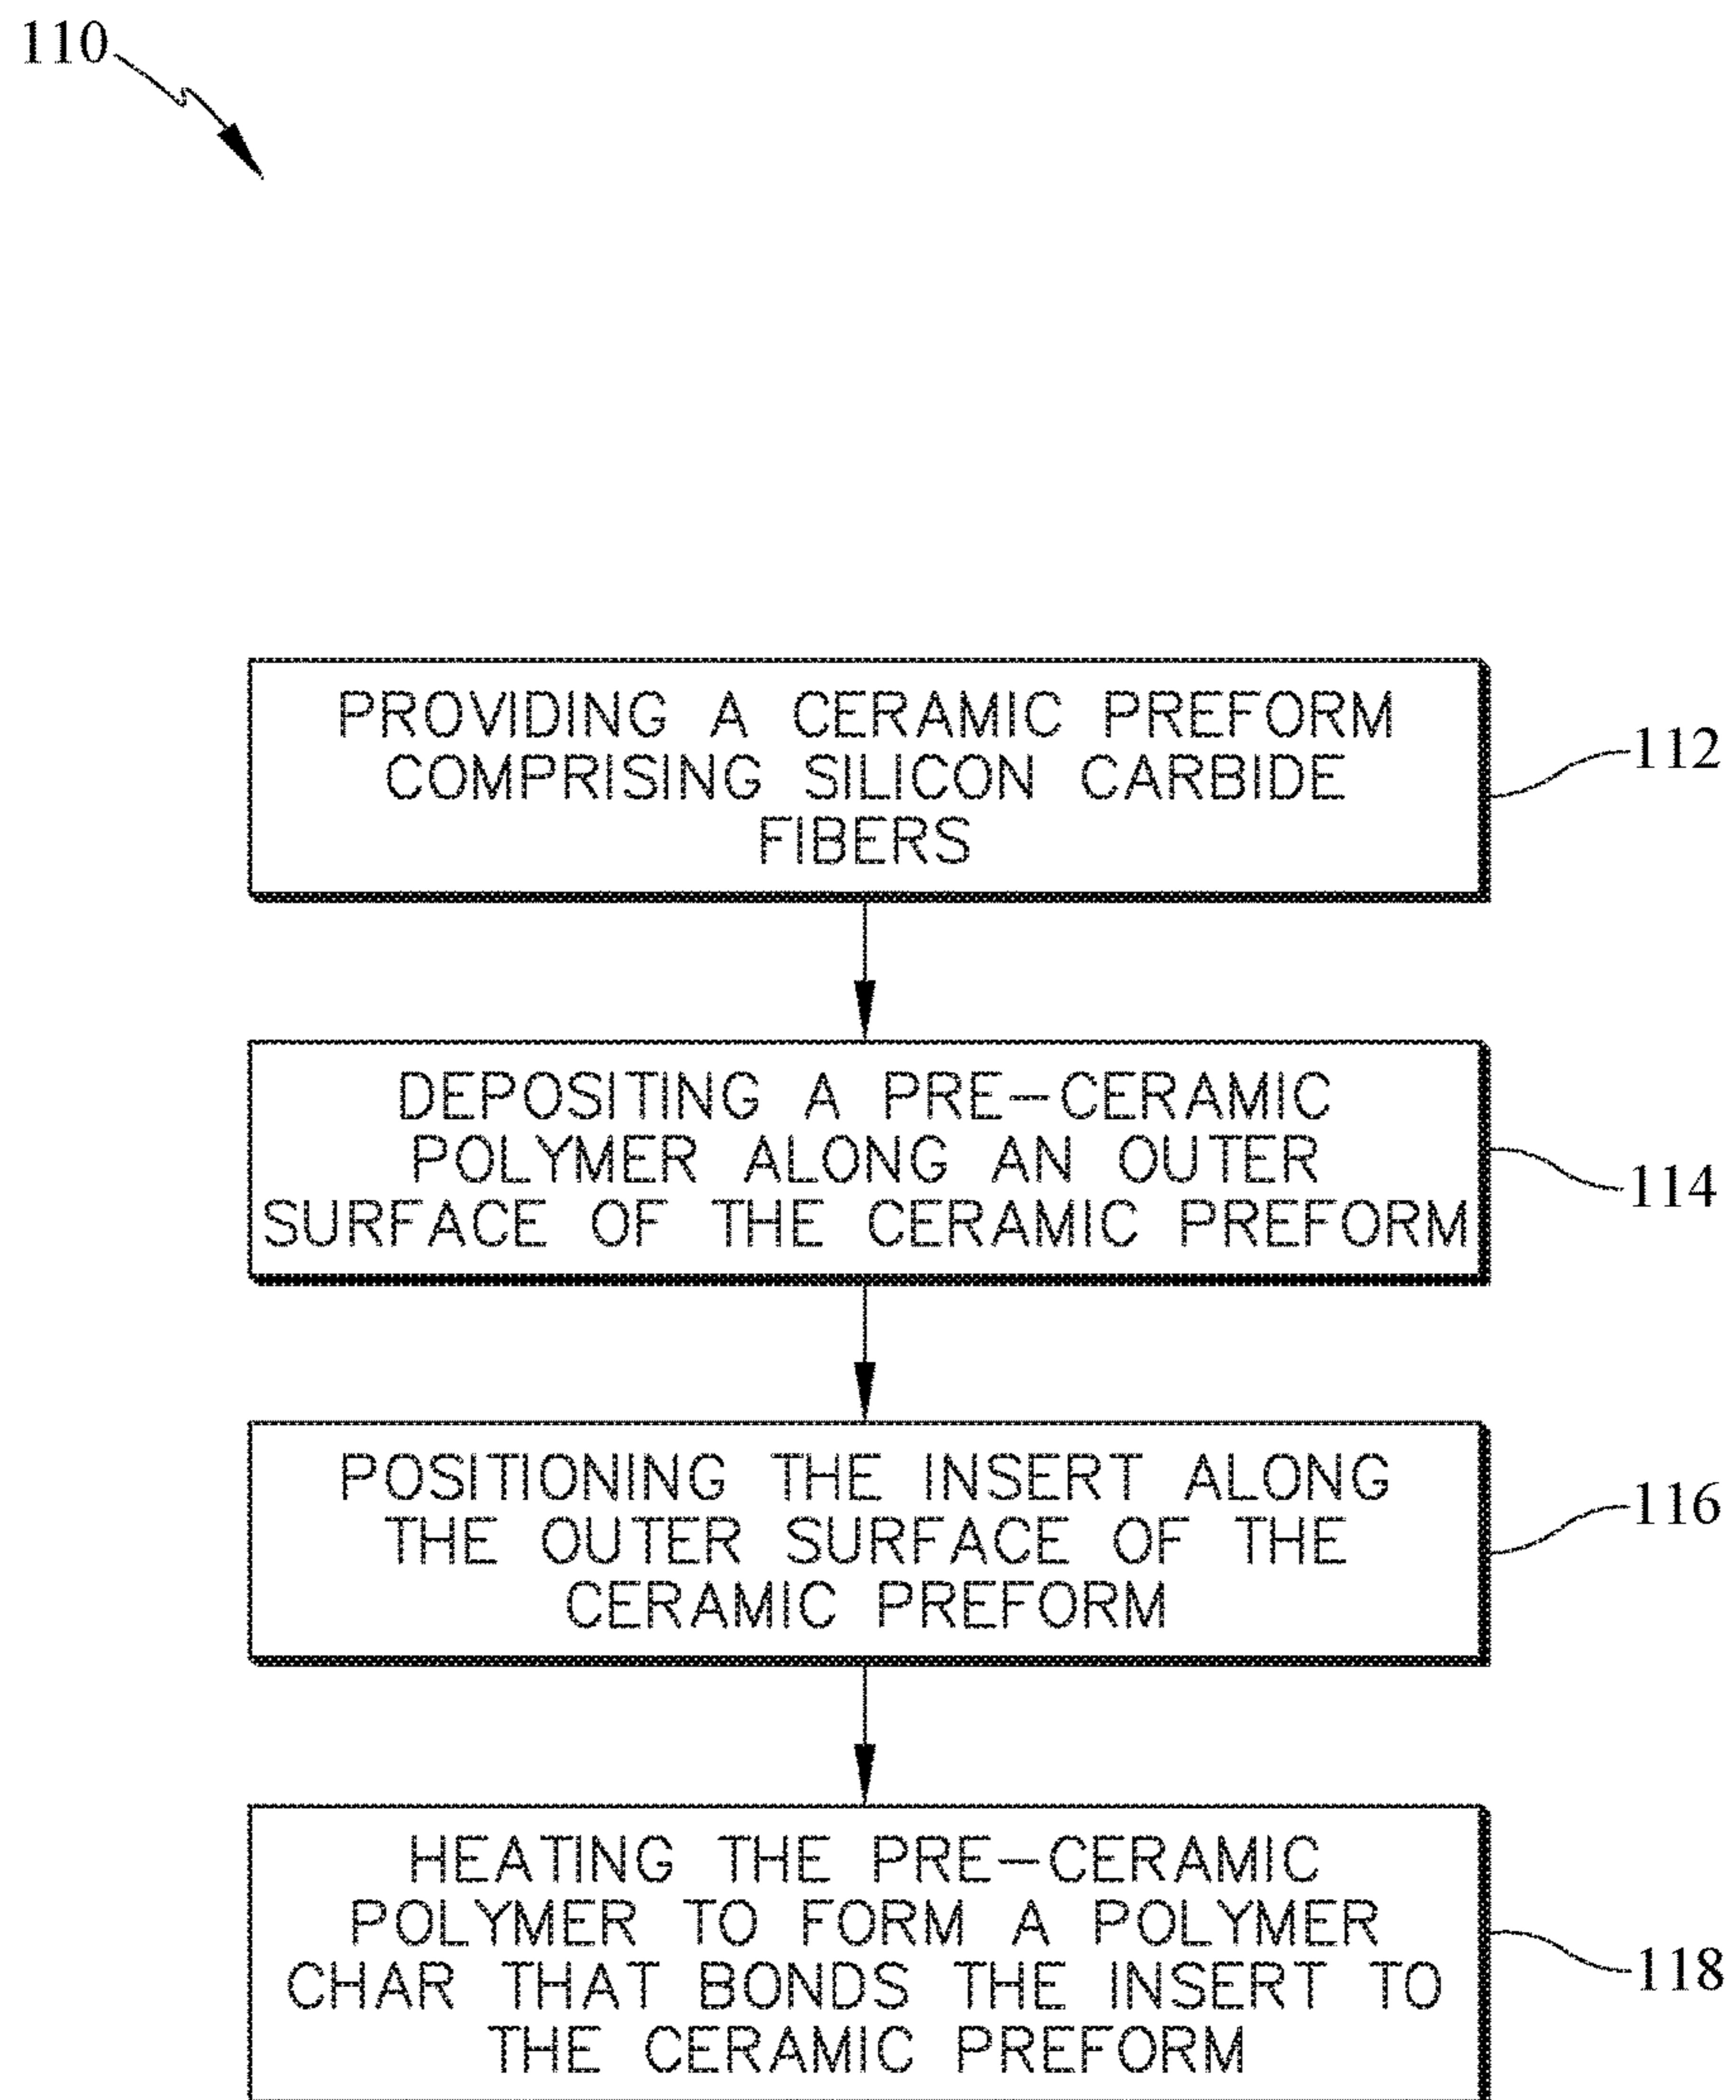 110
PROVIDING A CERAMIC PREFORM
COMPRISING SILICON CARBIDE
FIBERS
112
DEPOSITING A PRE-CERAMIC
POLYMER ALONG AN OUTER
SURFACE OF THE CERAMIC PREFORM
114
POSITIONING THE INSERT ALONG
THE OUTER SURFACE OF THE
CERAMIC PREFORM
116
HEATING THE PRE-CERAMIC
POLYMER TO FORM A POLYMER
CHAR THAT BONDS THE INSERT TO
THE CERAMIC PREFORM
118